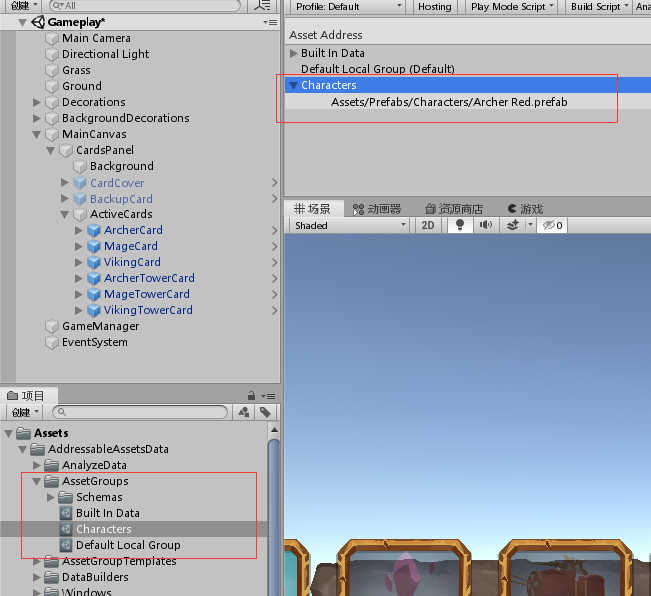 创建
All
Gameplay*
Main Camera
Directional Light
Grass
Ground
Decorations
BackgroundDecorations
MainCanvas
CardsPanel
Background
CardCover
BackupCard
ActiveCards
ArcherCard
MageCard
VikingCard
ArcherTowerCard
MageTowerCard
VikingTowerCard
GameManager
EventSystem
项目
创建
Assets
AddressableAssetsData
AnalyzeData
AssetGroups
Schemas
Built In Data
Characters
Default Local Group
AssetGroupTemplates
DataBuilders
Windows
Profile: Default Hosting Play Mode Script Build Script Ana
Asset Address
Built In Data
Default Local Group (Default)
Characters
Assets/Prefabs/Characters/Archer Red.prefab
场景 动画器 资源商店 游戏
Shaded 2D 0